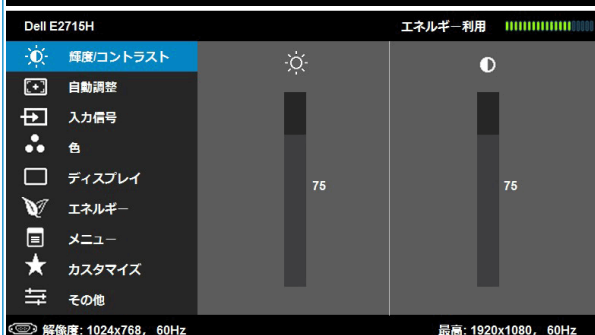 Dell E2715H エネルギー利用
輝度/コントラスト
自動調整
入力信号
色
ディスプレイ
75 75
エネルギー
メニュー
カスタマイズ
その他
解像度: 1024x768, 60Hz 最高: 1920x1080, 60Hz